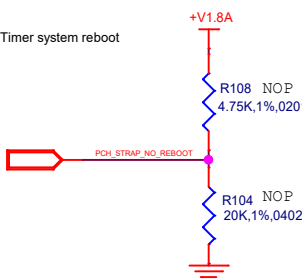 +V1.8A
Timer system reboot
R108 NOP
4.75K,1%,020
PCH_STRAP_NO_REBOOT
R104 NOP
20K,1%,0402